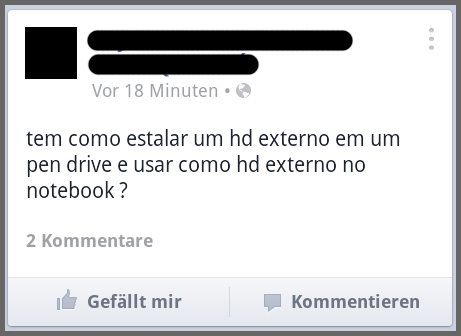 Vor 18 Minuten •
tem como estalar um hd externo em um
pen drive e usar como hd externo no
notebook ?
2 Kommentare
Gefällt mir
Kommentieren